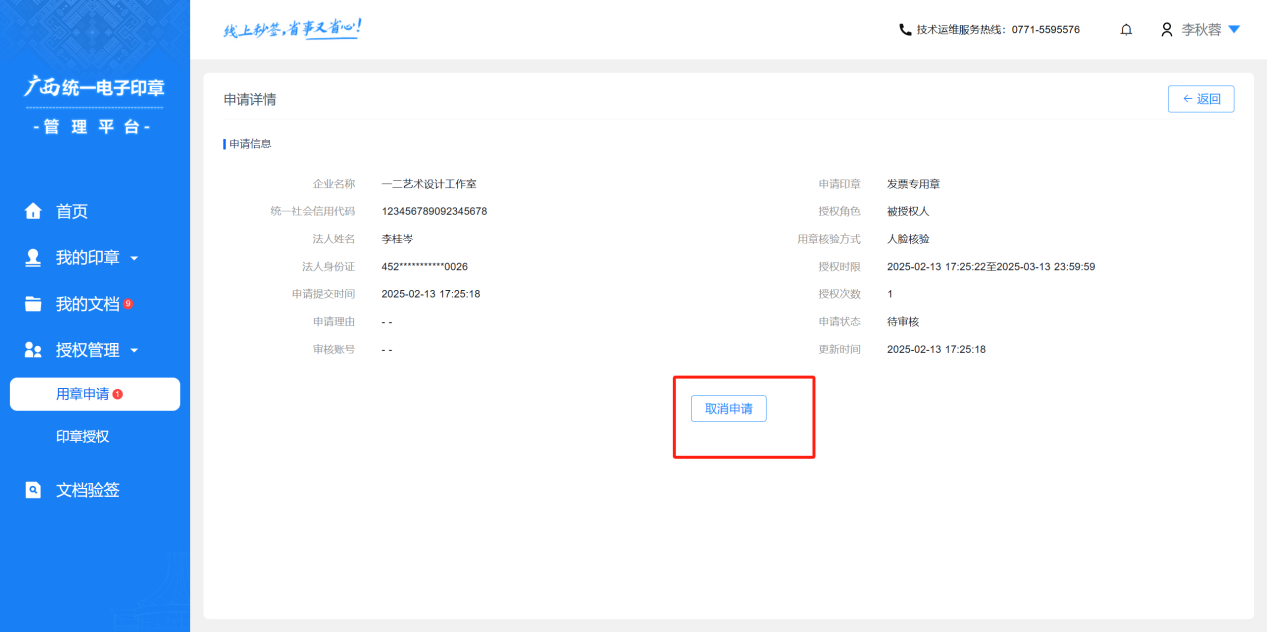 线上秒签,省事又省心!
技术运维服务热线：0771-5595576
李秋蓉
广西统一电子印章
-管理平台-
首页
我的印章
我的文档 9
授权管理
用章申请 1
印章授权
文档验签
申请详情
← 返回
申请信息
企业名称 一二艺术设计工作室 申请印章 发票专用章
统一社会信用代码 123456789092345678 授权角色 被授权人
法人姓名 李桂岑 用章核验方式 人脸核验
法人身份证 452***********0026 授权时限 2025-02-13 17:25:22至2025-03-13 23:59:59
申请提交时间 2025-02-13 17:25:18 授权次数 1
申请理由 - - 申请状态 待审核
审核账号 - - 更新时间 2025-02-13 17:25:18
取消申请